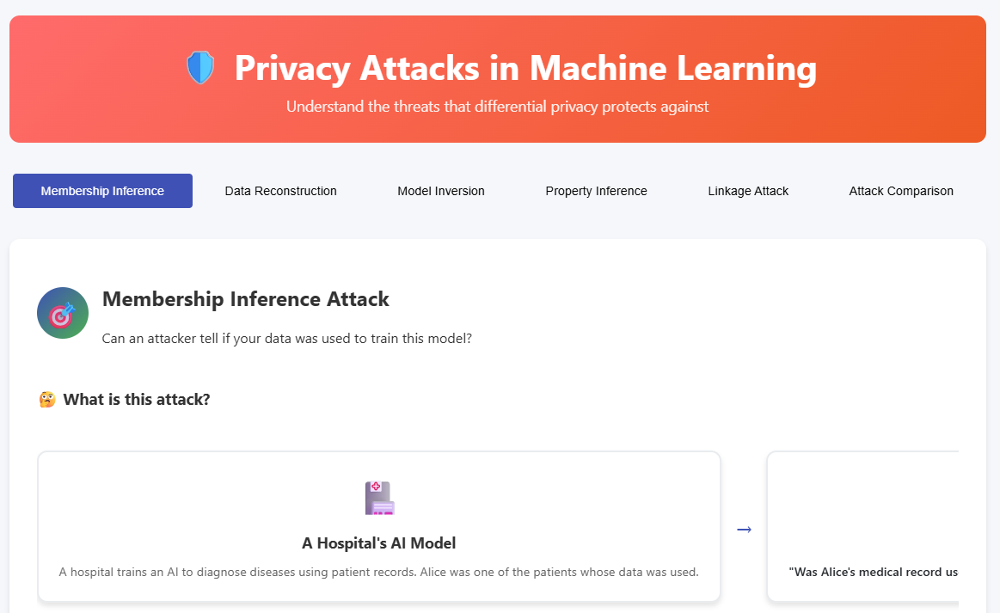 Privacy Attacks in Machine Learning
Understand the threats that differential privacy protects against
Membership Inference
Data Reconstruction
Model Inversion
Property Inference
Linkage Attack
Attack Comparison
Membership Inference Attack
Can an attacker tell if your data was used to train this model?
What is this attack?
A Hospital's AI Model
A hospital trains an AI to diagnose diseases using patient records. Alice was one of the patients whose data was used.
→
"Was Alice's medical record us